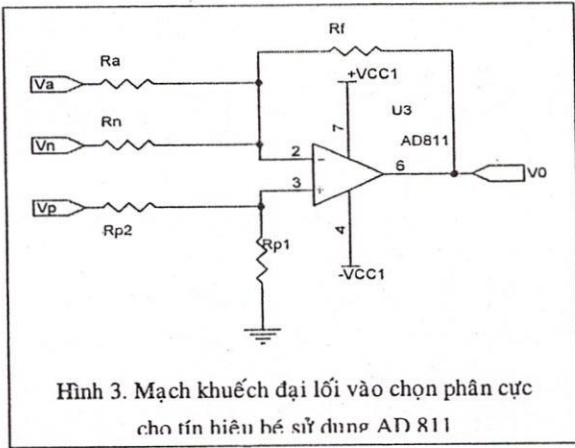 Rf
Ra
+VCC1
Va
U3
Rn
7
AD811
Vn
2
6
V0
3
Vp
Rp2
4
Rp1
-VCC1
Hình 3. Mạch khuếch đại lối vào chọn phân cực
cho tín hiệu bé sử dụng AD 811